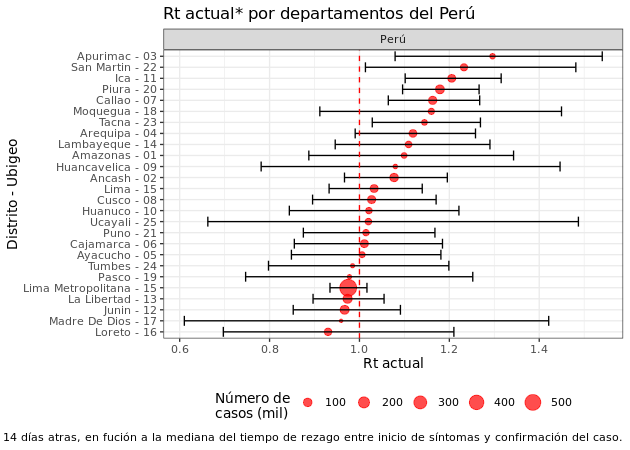 Rt actual* por departamentos del Perú
Perú
Distrito - Ubigeo
Apurimac - 03
San Martin - 22
Ica - 11
Piura - 20
Callao - 07
Moquegua - 18
Tacna - 23
Arequipa - 04
Lambayeque - 14
Amazonas - 01
Huancavelica - 09
Ancash - 02
Lima - 15
Cusco - 08
Huanuco - 10
Ucayali - 25
Puno - 21
Cajamarca - 06
Ayacucho - 05
Tumbes - 24
Pasco - 19
Lima Metropolitana - 15
La Libertad - 13
Junin - 12
Madre De Dios - 17
Loreto - 16
0.6 0.8 1.0 1.2 1.4
Rt actual
Número de
casos (mil)
100 200 300 400 500
14 días atras, en fución a la mediana del tiempo de rezago entre inicio de síntomas y confirmación del caso.